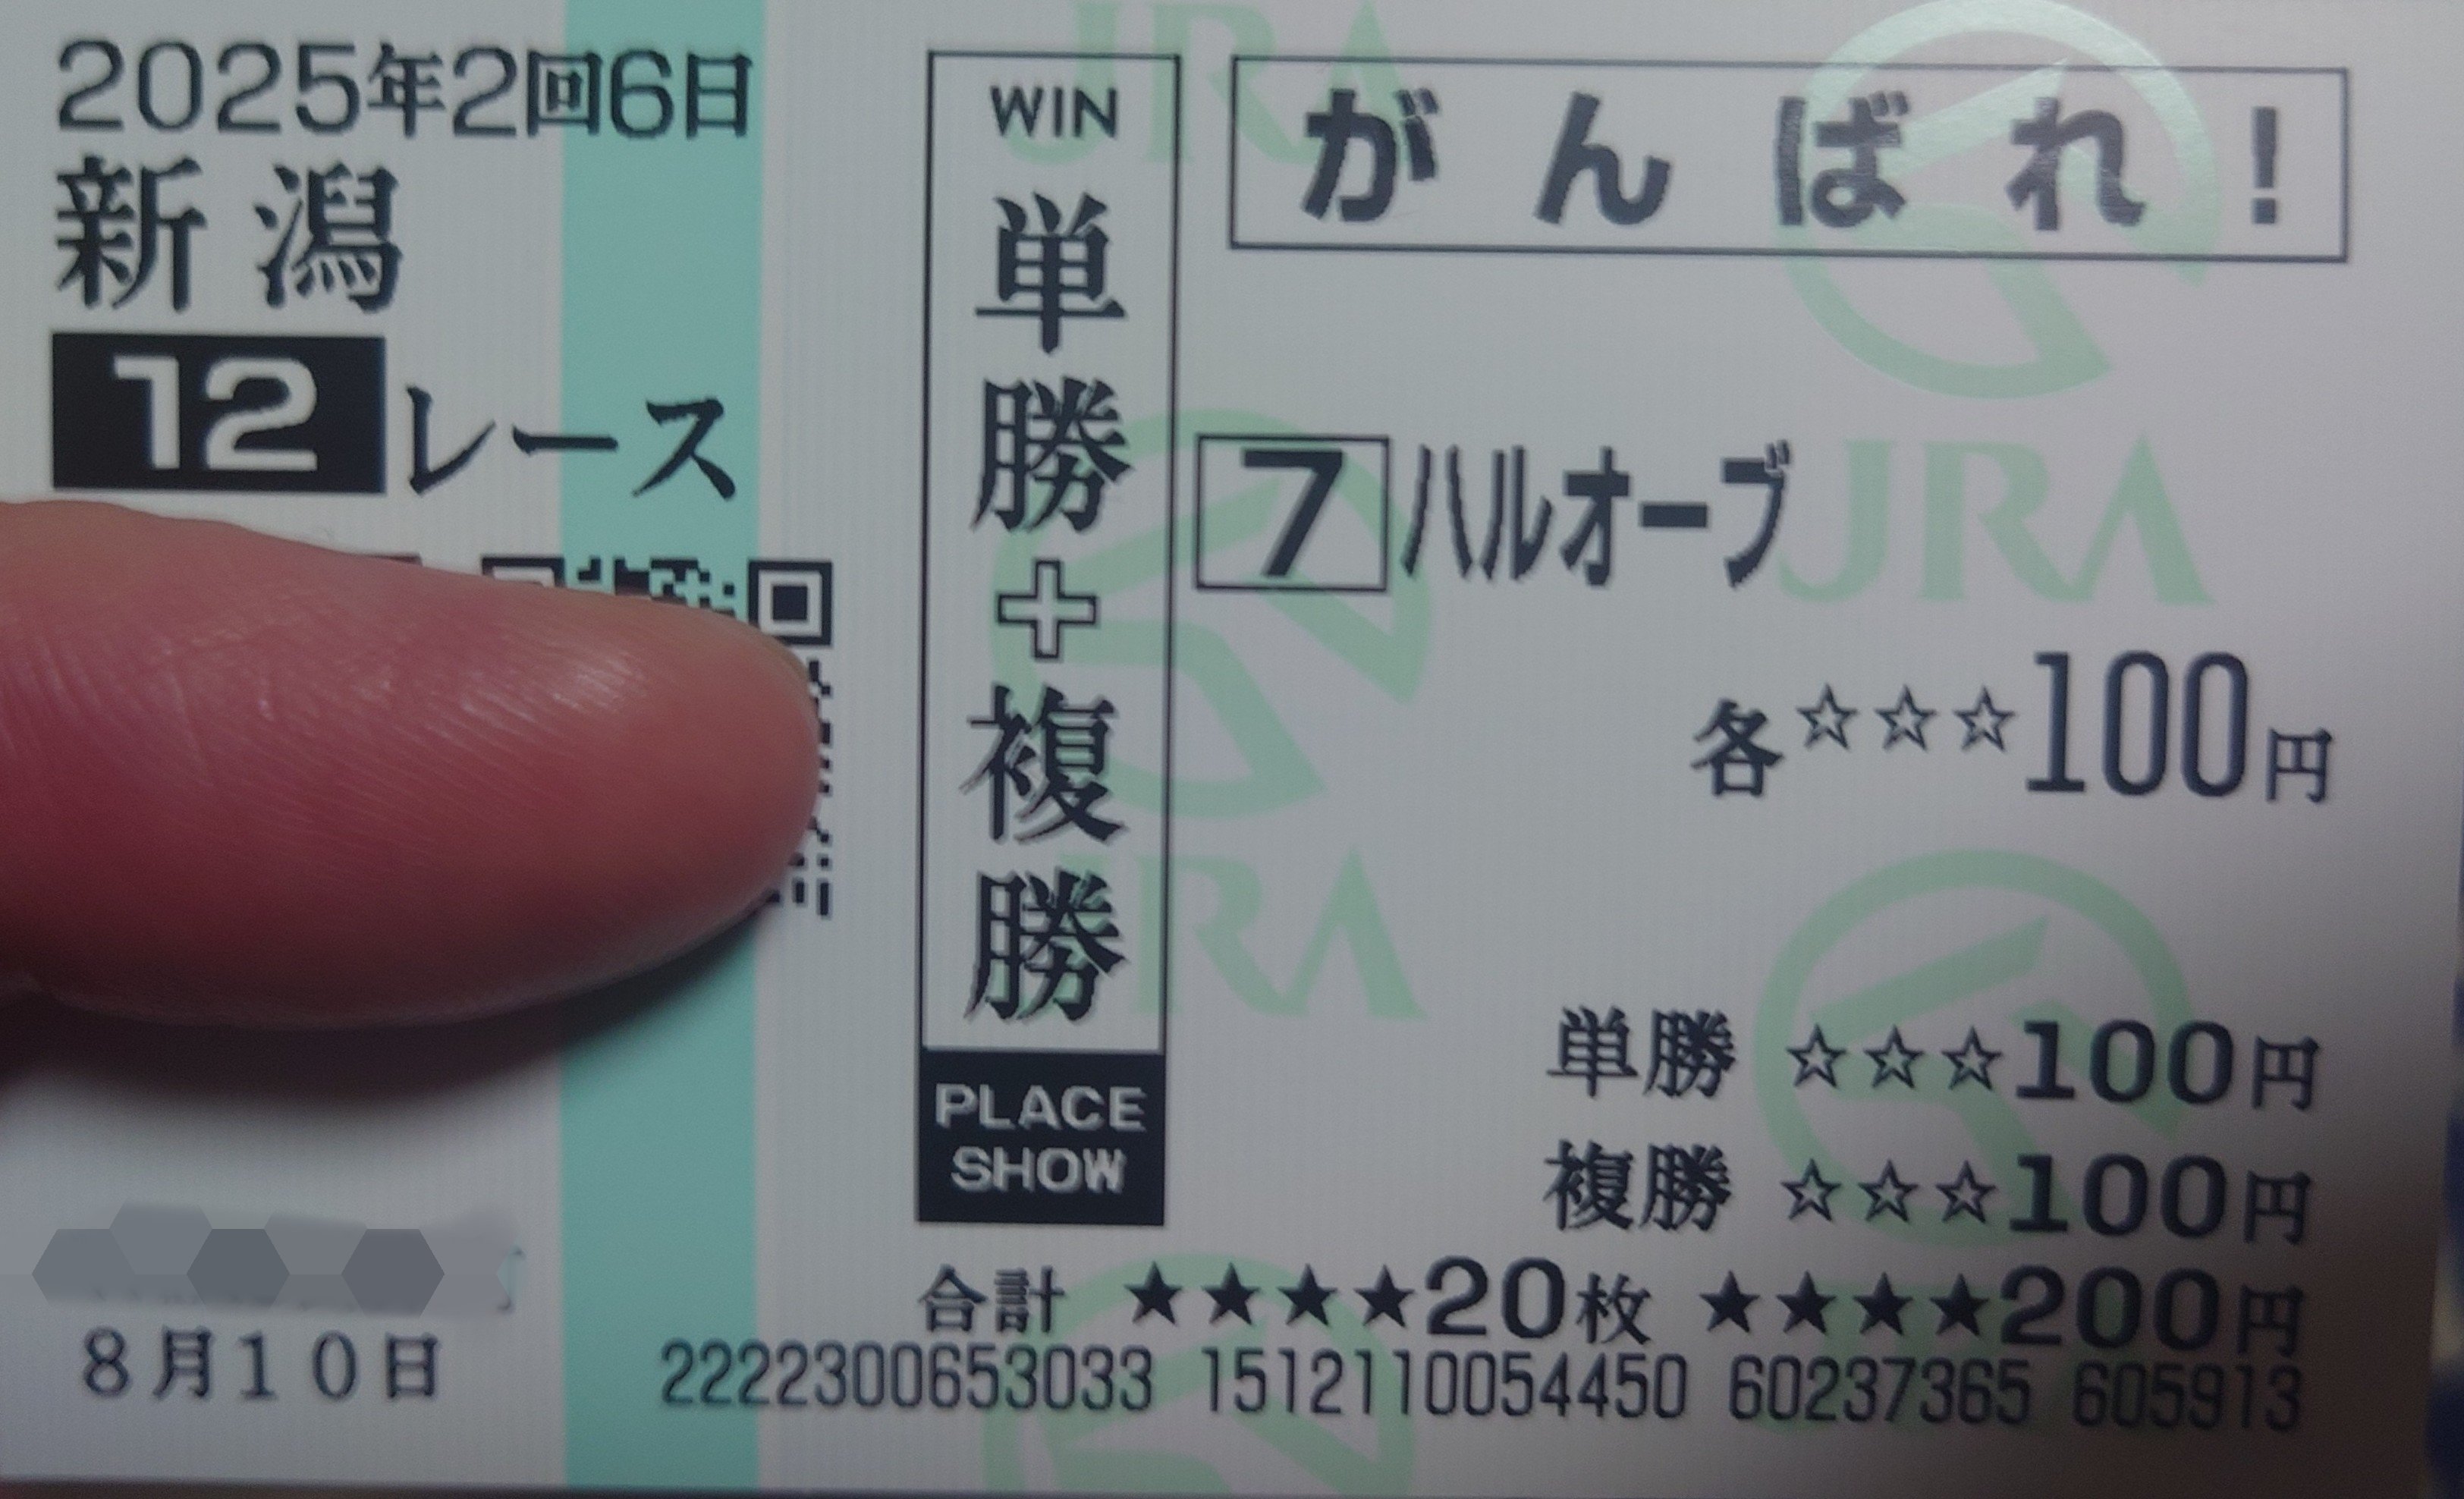 2025年2回6日
新潟
12レース
8月10日
WIN
単勝+複勝
PLACE
SHOW
がんばれ!
7 ハルオーブ
各☆☆☆100円
単勝 ☆☆☆100円
複勝 ☆☆☆100円
合計 ★★★★20枚 ★★★★200円
2222300653033 1512110054450 60237365 605913
JRA
JRA
JRA